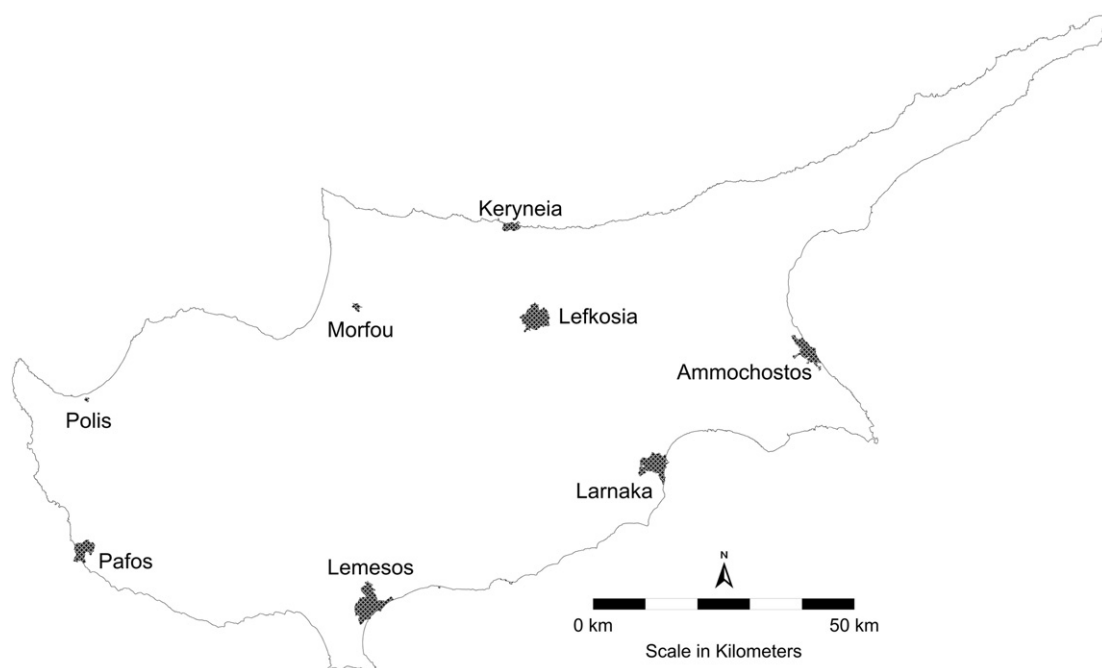 Keryneia
Morfou
Lefkosia
Ammochostos
Polis
Larnaka
Pafos
Lemesos
N
0 km
50 km
Scale in Kilometers